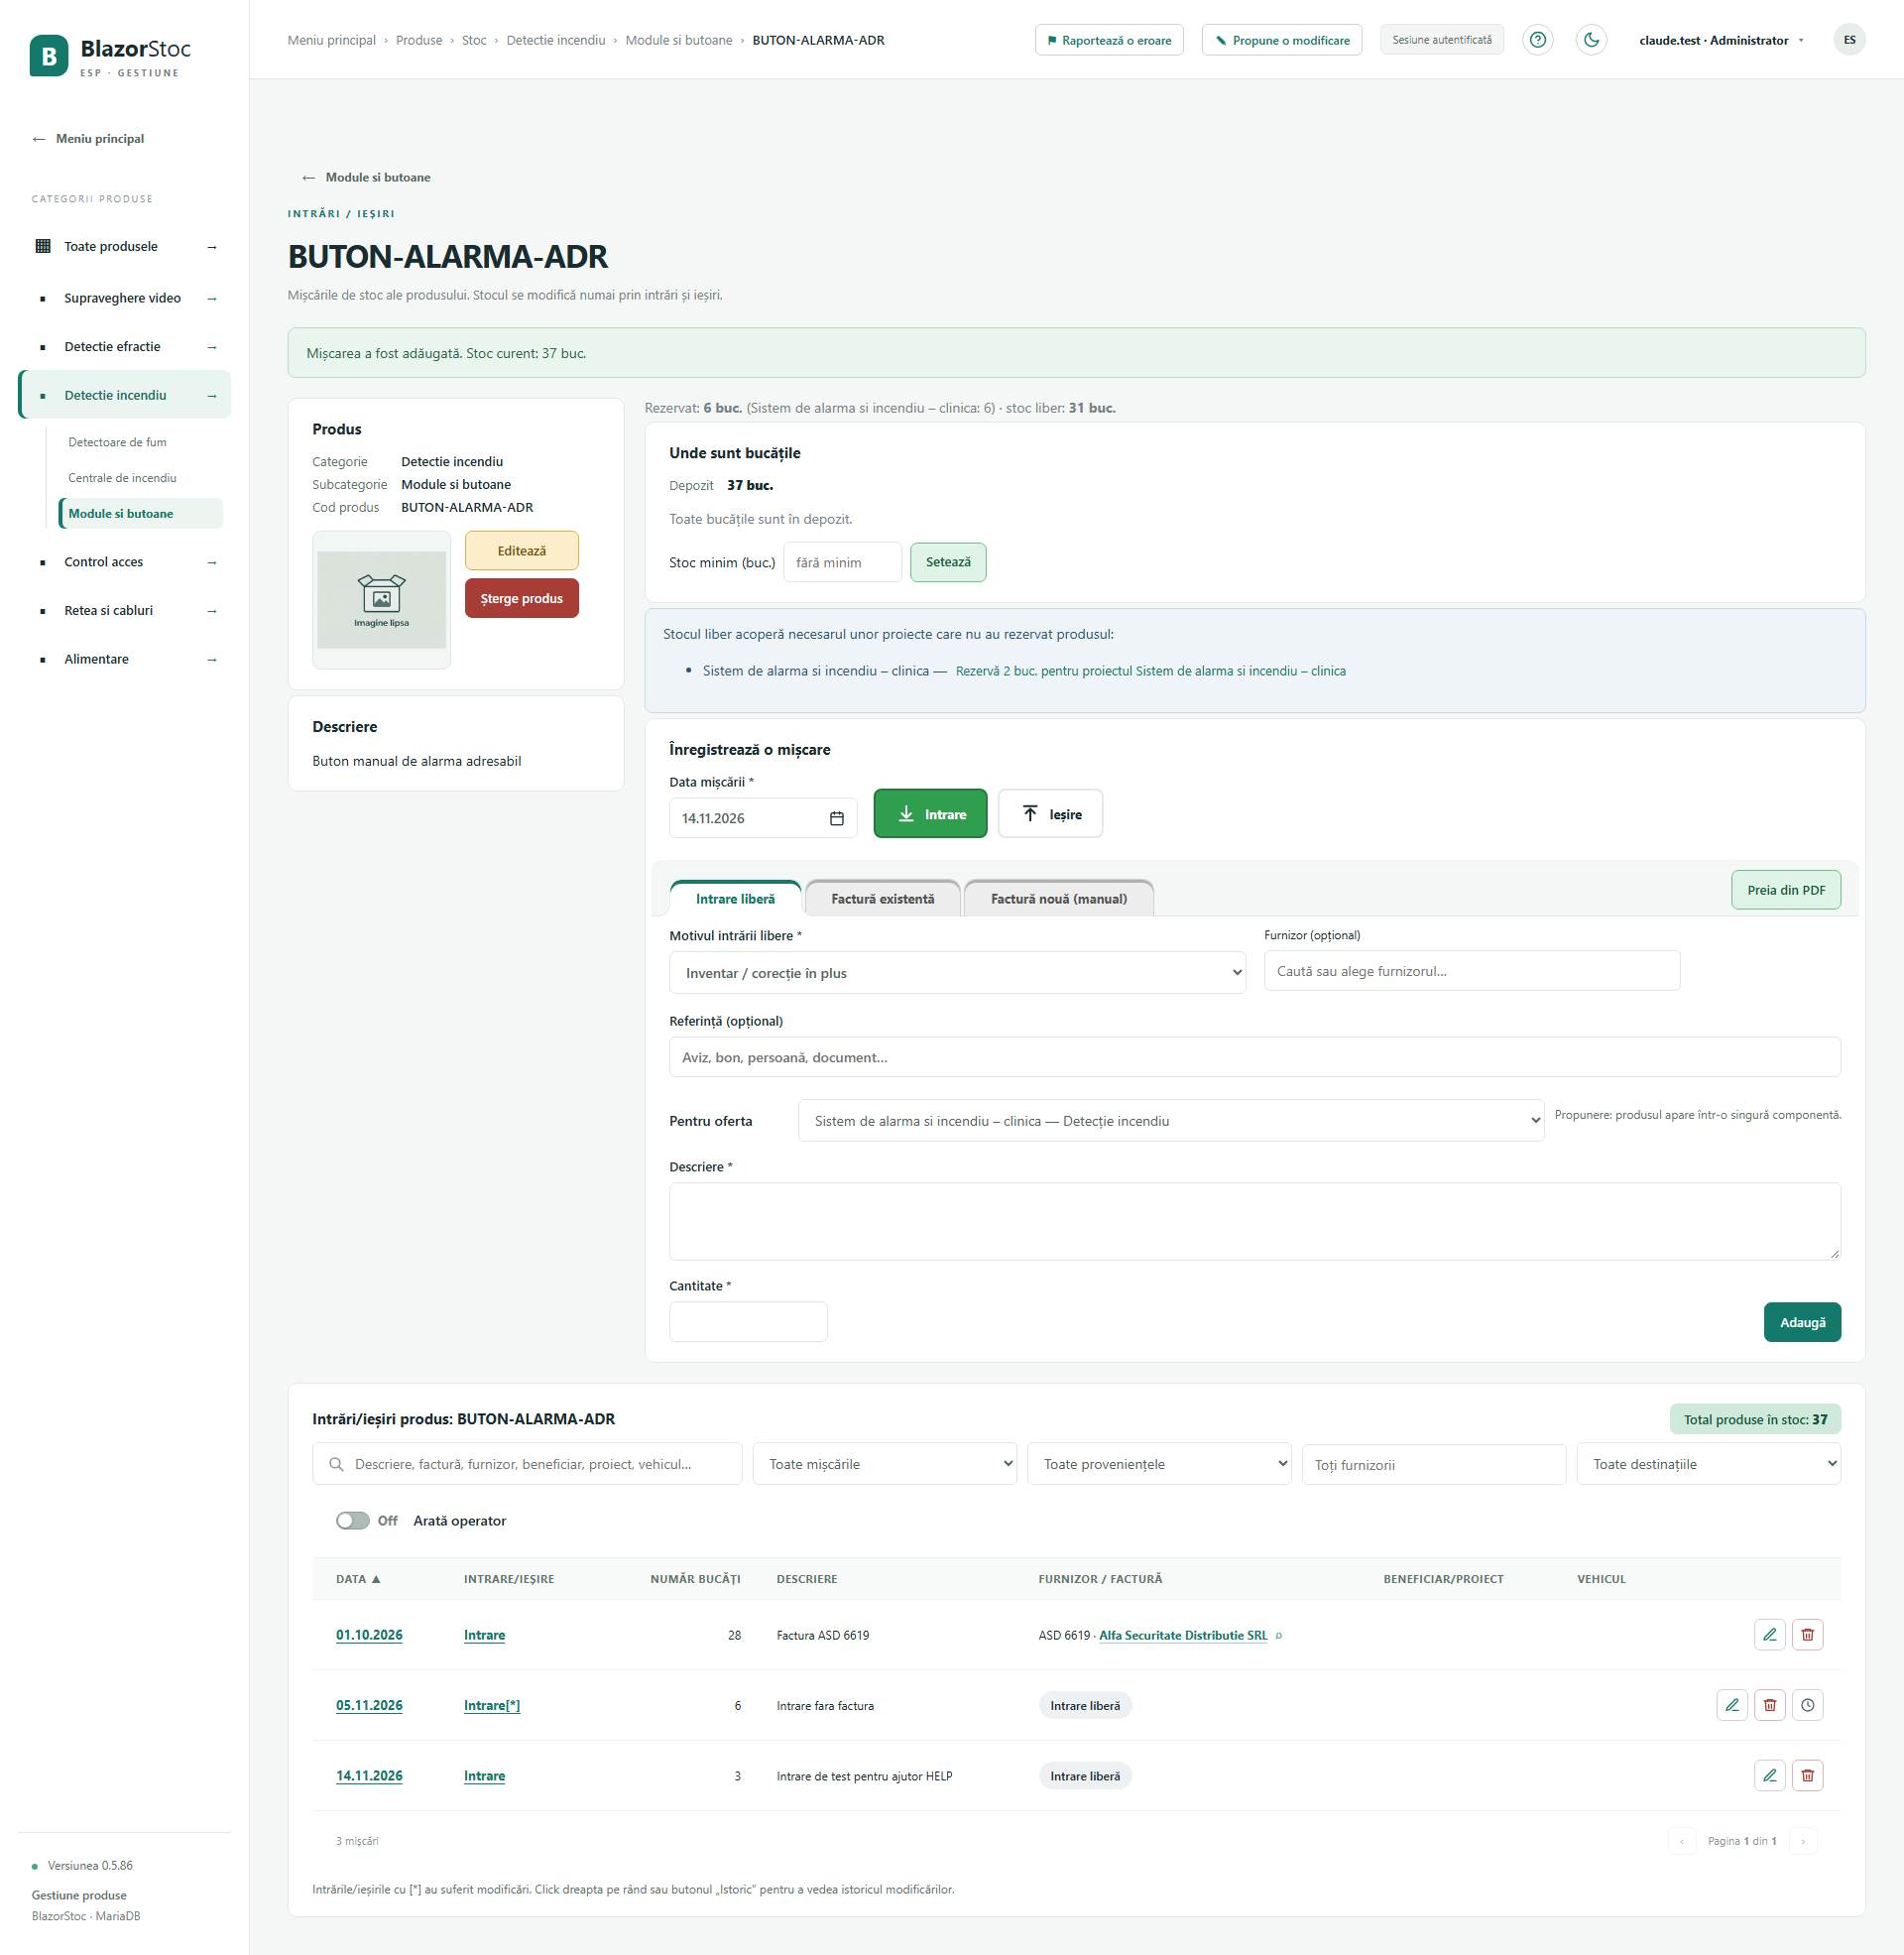 B
BlazorStoc
ESP · GESTIUNE
← Meniu principal
CATEGORII PRODUSE
Toate produsele →
Supraveghere video →
Detectie efractie →
Detectie incendiu →
Detectoare de fum
Centrale de incendiu
Module si butoane
Control acces →
Retea si cabluri →
Alimentare →
Versiunea 0.5.86
Gestiune produse
BlazorStoc · MariaDB
Meniu principal › Produse › Stoc › Detectie incendiu › Module si butoane › BUTON-ALARMA-ADR
Raportează o eroare
Propune o modificare
Sesiune autentificată
claude.test · Administrator
ES
← Module si butoane
INTRĂRI / IEȘIRI
BUTON-ALARMA-ADR
Mișcările de stoc ale produsului. Stocul se modifică numai prin intrări și ieșiri.
Mișcarea a fost adăugată. Stoc curent: 37 buc.
Produs
Categorie Detectie incendiu
Subcategorie Module si butoane
Cod produs BUTON-ALARMA-ADR
Imagine lipsa
Editează
Șterge produs
Descriere
Buton manual de alarma adresabil
Rezervat: 6 buc. (Sistem de alarma si incendiu – clinica: 6) · stoc liber: 31 buc.
Unde sunt bucățile
Depozit 37 buc.
Toate bucățile sunt în depozit.
Stoc minim (buc.) fără minim Setează
Stocul liber acoperă necesarul unor proiecte care nu au rezervat produsul:
• Sistem de alarma si incendiu – clinica — Rezervă 2 buc. pentru proiectul Sistem de alarma si incendiu – clinica
Înregistrează o mișcare
Data mișcării *
14.11.2026
Intrare
Ieșire
Intrare liberă
Factură existentă
Factură nouă (manual)
Preia din PDF
Motivul intrării libere *
Inventar / corecție în plus
Furnizor (opțional)
Caută sau alege furnizorul...
Referință (opțional)
Aviz, bon, persoană, document...
Pentru oferta
Sistem de alarma si incendiu – clinica — Detecție incendiu
Propunere: produsul apare într-o singură componentă.
Descriere *
Cantitate *
Adaugă
Intrări/ieșiri produs: BUTON-ALARMA-ADR
Total produse în stoc: 37
Descriere, factură, furnizor, beneficiar, proiect, vehicul...
Toate mișcările
Toate proveniențele
Toți furnizorii
Toate destinațiile
Off Arată operator
DATA ▲ INTRARE/IEȘIRE NUMĂR BUCĂȚI DESCRIERE FURNIZOR / FACTURĂ BENEFICIAR/PROIECT VEHICUL
01.10.2026 Intrare 28 Factura ASD 6619 ASD 6619 · Alfa Securitate Distributie SRL
05.11.2026 Intrare[*] 6 Intrare fara factura Intrare liberă
14.11.2026 Intrare 3 Intrare de test pentru ajutor HELP Intrare liberă
3 mișcări
‹ Pagina 1 din 1 ›
Intrările/ieșirile cu [*] au suferit modificări. Click dreapta pe rând sau butonul „Istoric" pentru a vedea istoricul modificărilor.